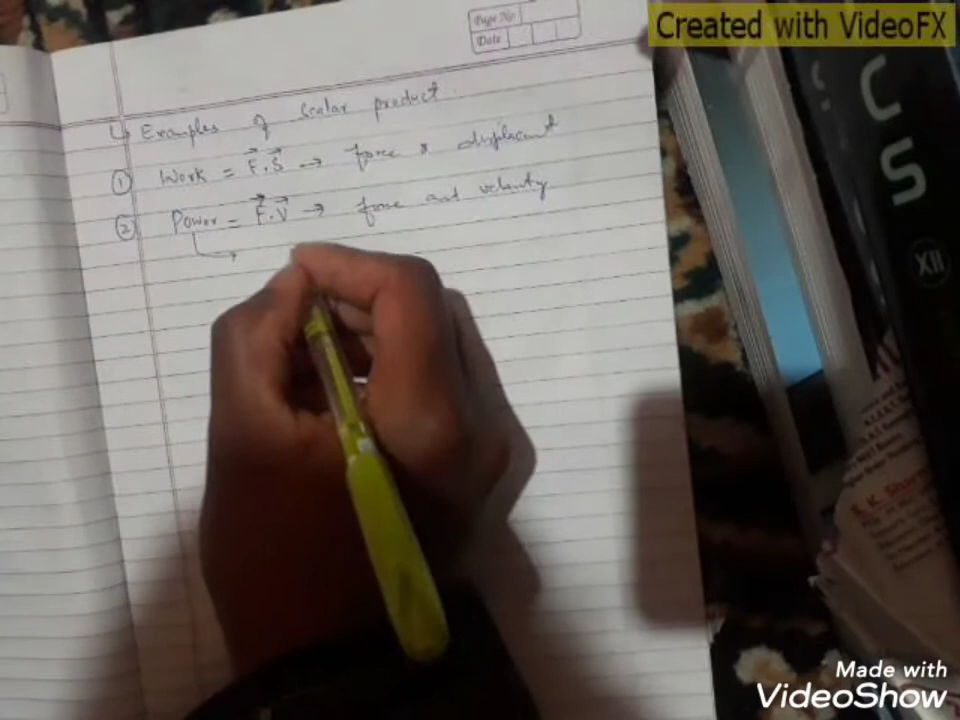 Created with VideoFX
Page No
Date
↳ Examples of scalar product.
① Work = F⃗.S⃗ → force & displacement
② Power = F⃗.V⃗ → force and velocity
C
S
XII
S. K. Sharma
Made with
VideoShow